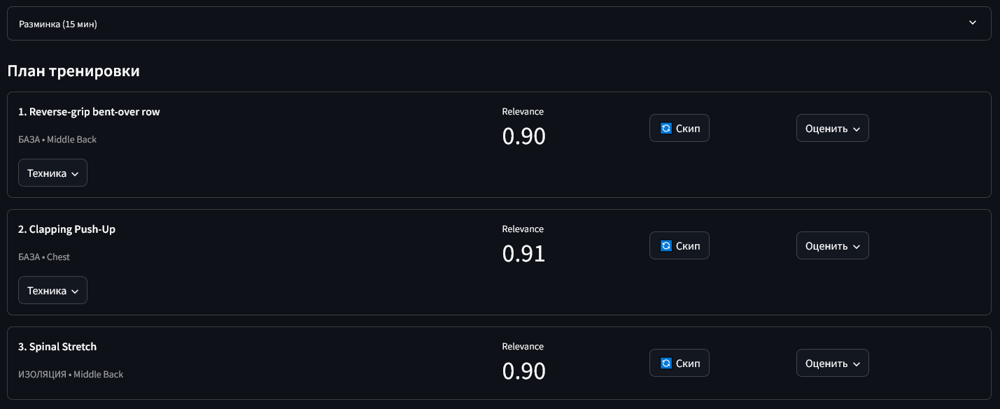 Разминка (15 мин)
План тренировки
1. Reverse-grip bent-over row
БАЗА • Middle Back
Техника
Relevance
0.90
Скип
Оценить
2. Clapping Push-Up
БАЗА • Chest
Техника
Relevance
0.91
Скип
Оценить
3. Spinal Stretch
ИЗОЛЯЦИЯ • Middle Back
Relevance
0.90
Скип
Оценить